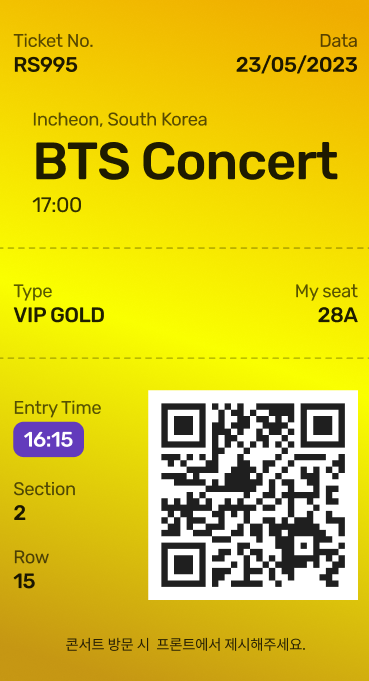 Ticket No.
Data
RS995
23/05/2023
Incheon, South Korea
BTS Concert
17:00
Type
My seat
VIP GOLD
28A
Entry Time
16:15
Section
2
Row
15
콘서트 방문 시 프론트에서 제시해주세요.